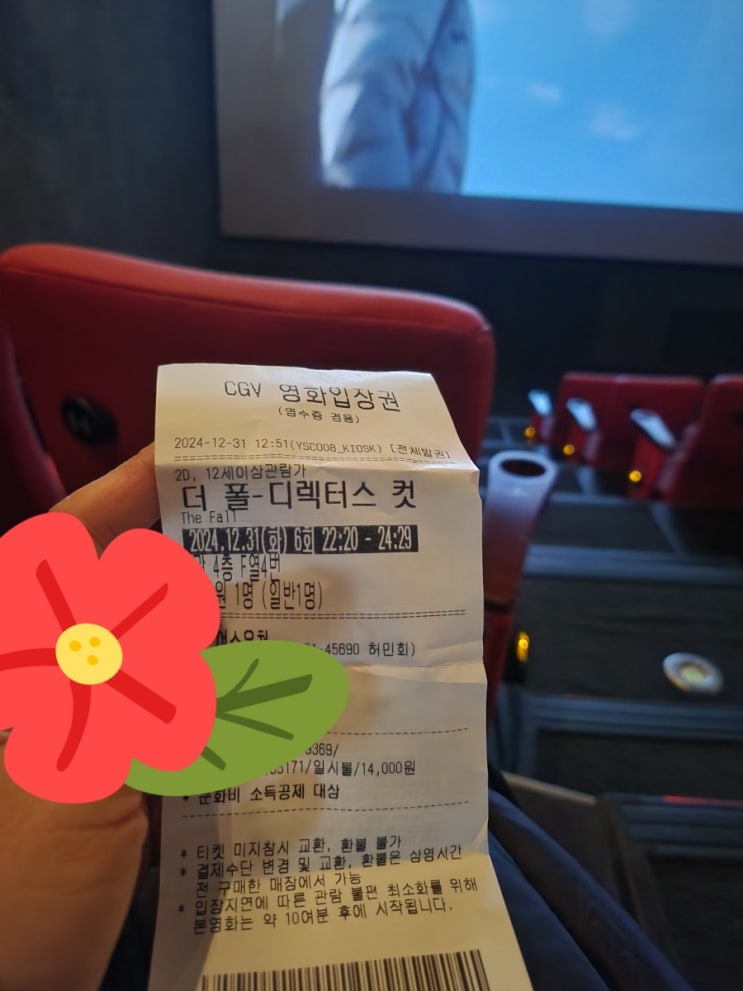 CGV 영화입장권
(영수증 겸용)
2024-12-31 12:51(YSC008_KIOSK) [전체발권]
2D, 12세이상관람가
더 폴-디렉터스 컷
The Fall
2024.12.31(화) 6회 22:20 - 24:29
4층 F열4번
1명 (일반1명)
-45690 허민회)
3369/
5171/일시불/14,000원
* 문화비 소득공제 대상
* 티켓 미지참시 교환, 환불 불가
* 결제수단 변경 및 교환, 환불은 상영시간
전 구매한 매장에서 가능
* 입장지연에 따른 관람 불편 최소화를 위해
본영화는 약 10여분 후에 시작됩니다.